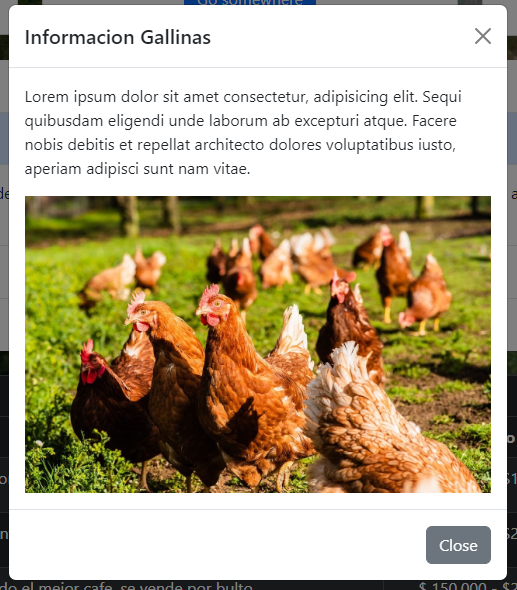 Go somewhere
Informacion Gallinas
Lorem ipsum dolor sit amet consectetur, adipisicing elit. Sequi
quibusdam eligendi unde laborum ab excepturi atque. Facere
nobis debitis et repellat architecto dolores voluptatibus iusto,
aperiam adipisci sunt nam vitae.
Close
do el mejor cafe, se vende por bulto
$ 150.000 - $2